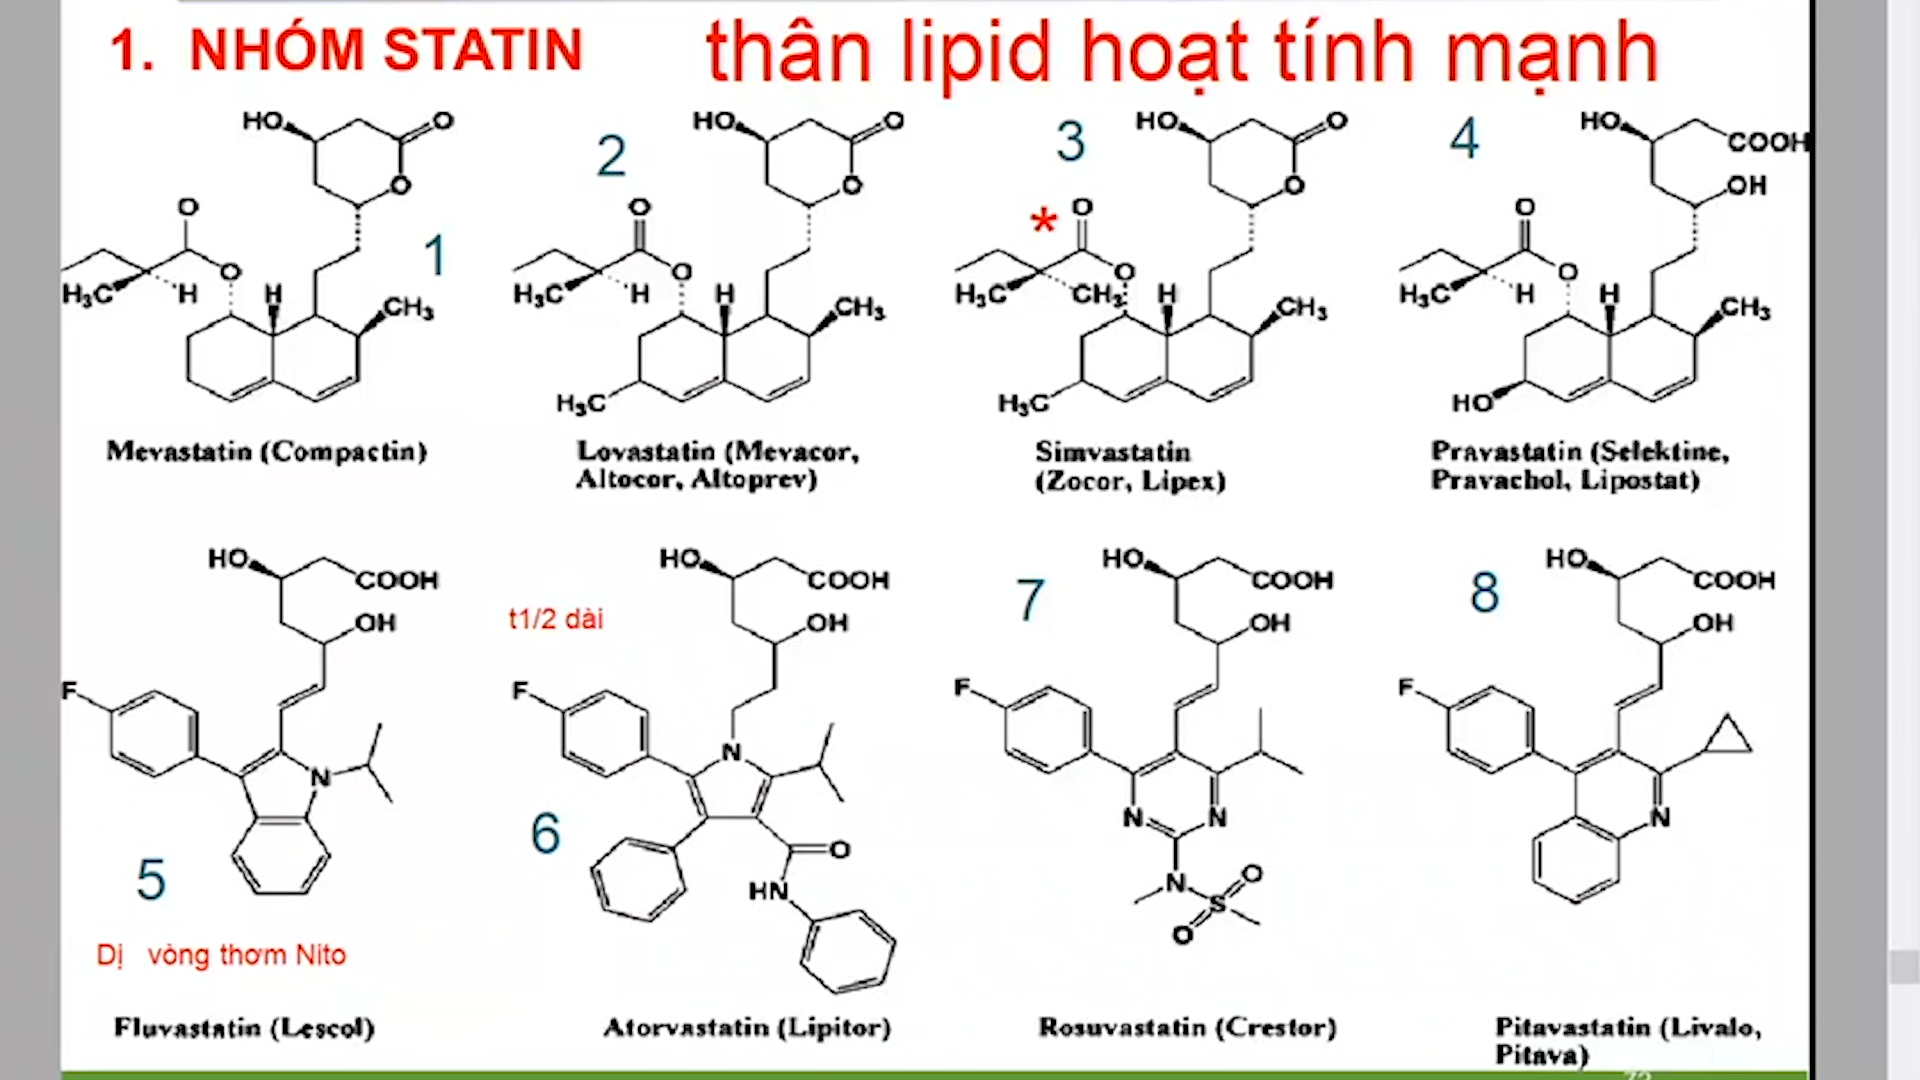 1. NHÓM STATIN
thân lipid hoạt tính mạnh
HO O O
O O H₃C H H CH₃
1
Mevastatin (Compactin)
2
HO O O
O O H₃C H H CH₃ H₃C
Lovastatin (Mevacor,
Altocor, Altoprev)
3
HO O O
* O O H₃C CH₃ H CH₃ H₃C
Simvastatin
(Zocor, Lipex)
4
HO COOH OH
O O H₃C H H CH₃ HO
Pravastatin (Selektine,
Pravachol, Lipostat)
HO COOH OH
F N
5
Dị vòng thơm Nito
Fluvastatin (Lescol)
t1/2 dài
HO COOH OH
F N
6
O HN
Atorvastatin (Lipitor)
7
HO COOH OH
F N N
N O S O
Rosuvastatin (Crestor)
8
HO COOH OH
F N
Pitavastatin (Livalo,
Pitava)